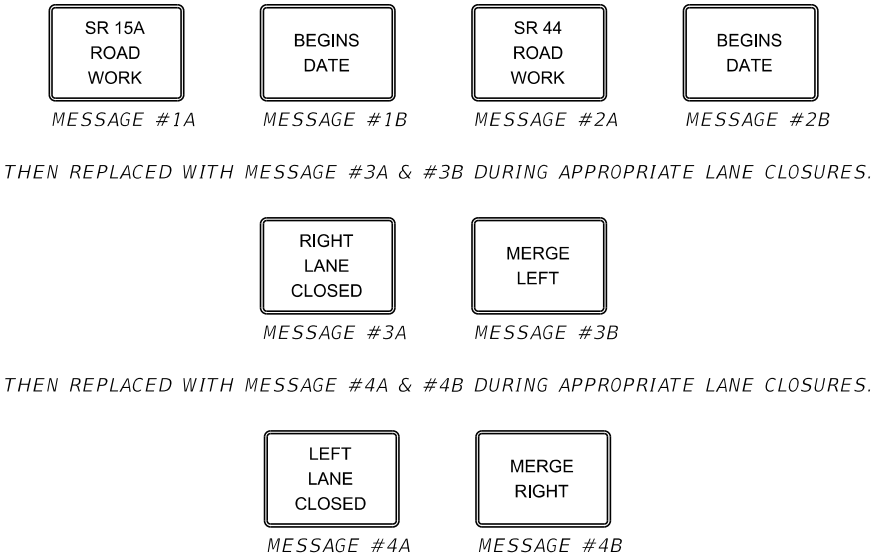 SR 15A
ROAD
WORK
MESSAGE #1A
BEGINS
DATE
MESSAGE #1B
SR 44
ROAD
WORK
MESSAGE #2A
BEGINS
DATE
MESSAGE #2B
THEN REPLACED WITH MESSAGE #3A & #3B DURING APPROPRIATE LANE CLOSURES.
RIGHT
LANE
CLOSED
MESSAGE #3A
MERGE
LEFT
MESSAGE #3B
THEN REPLACED WITH MESSAGE #4A & #4B DURING APPROPRIATE LANE CLOSURES.
LEFT
LANE
CLOSED
MESSAGE #4A
MERGE
RIGHT
MESSAGE #4B